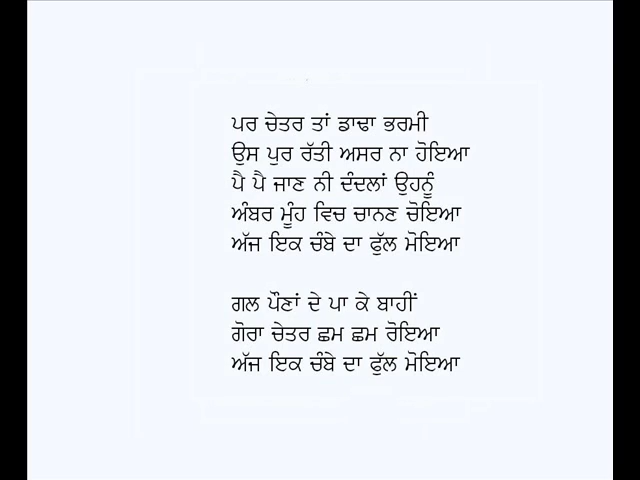 ਪਰ ਚੇਤਰ ਤਾਂ ਡਾਢਾ ਭਰਮੀ
ਉਸ ਪੁਰ ਰੱਤੀ ਅਸਰ ਨਾ ਹੋਇਆ
ਪੈ ਪੈ ਜਾਣ ਨੀ ਦੰਦਲਾਂ ਉਹਨੂੰ
ਅੰਬਰ ਮੂੰਹ ਵਿਚ ਚਾਨਣ ਚੋਇਆ
ਅੱਜ ਇਕ ਚੰਬੇ ਦਾ ਫੁੱਲ ਮੋਇਆ
ਗਲ ਪੌਣਾਂ ਦੇ ਪਾ ਕੇ ਬਾਹੀਂ
ਗੋਰਾ ਚੇਤਰ ਛਮ ਛਮ ਰੋਇਆ
ਅੱਜ ਇਕ ਚੰਬੇ ਦਾ ਫੁੱਲ ਮੋਇਆ